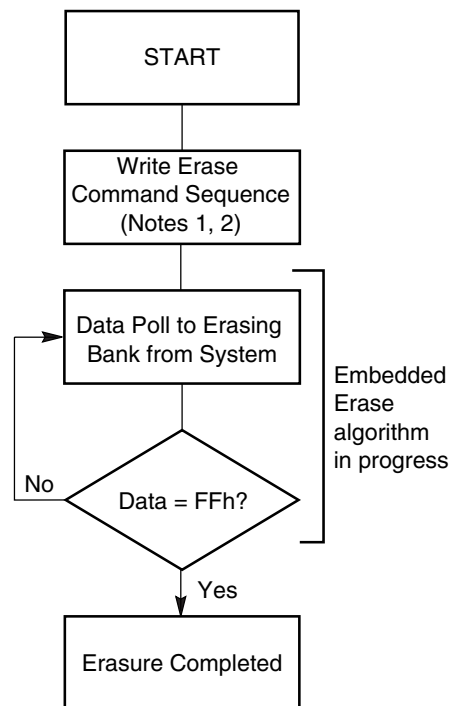 START
Write Erase
Command Sequence
(Notes 1, 2)
Data Poll to Erasing
Bank from System
Embedded
Erase
algorithm
in progress
No
Data = FFh?
Yes
Erasure Completed